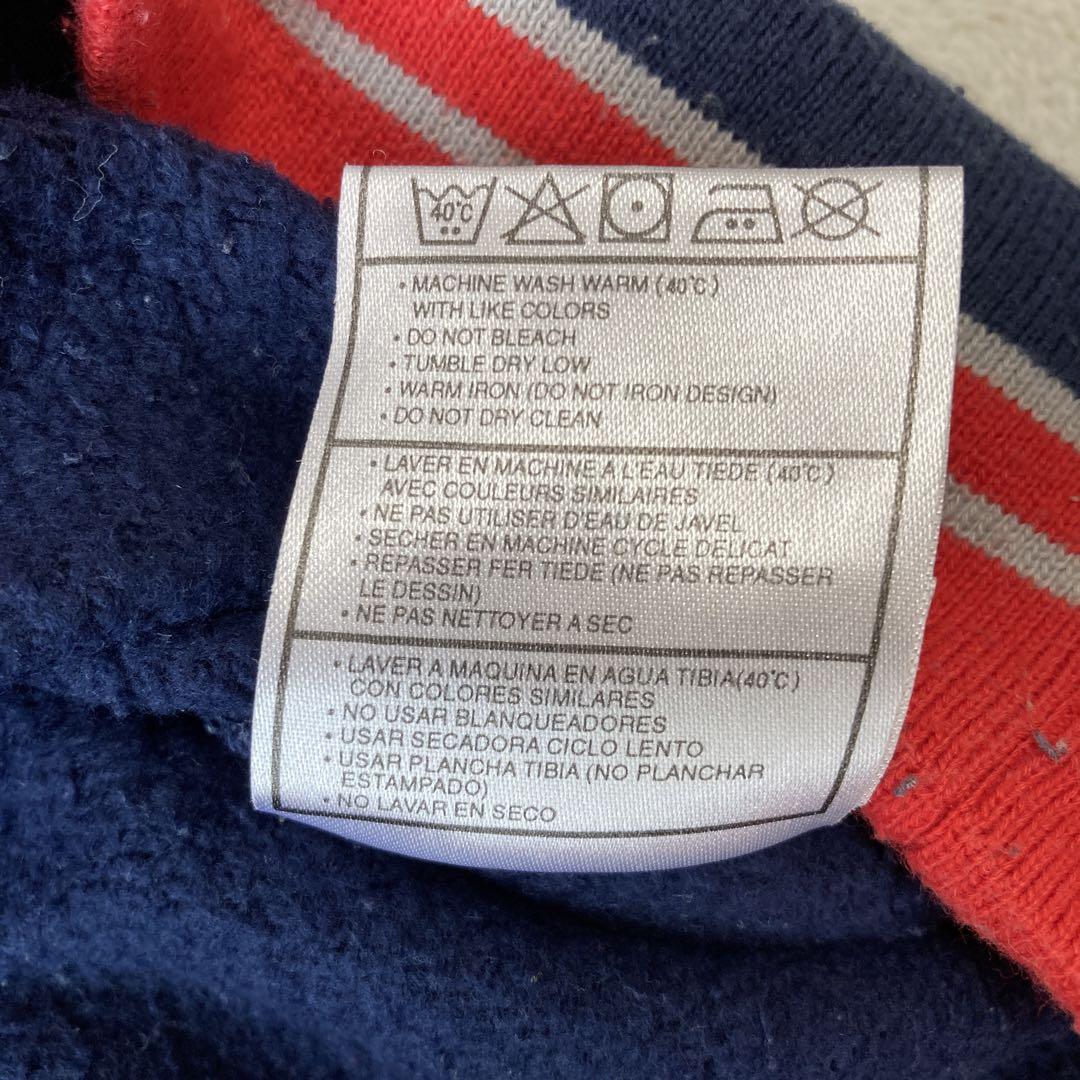 40°C
• MACHINE WASH WARM (40°C)
WITH LIKE COLORS
• DO NOT BLEACH
• TUMBLE DRY LOW
• WARM IRON (DO NOT IRON DESIGN)
• DO NOT DRY CLEAN
• LAVER EN MACHINE A L'EAU TIEDE (40°C)
AVEC COULEURS SIMILAIRES
• NE PAS UTILISER D'EAU DE JAVEL
• SECHER EN MACHINE CYCLE DELICAT
• REPASSER FER TIEDE (NE PAS REPASSER
LE DESSIN)
• NE PAS NETTOYER A SEC
• LAVER A MAQUINA EN AGUA TIBIA(40°C)
CON COLORES SIMILARES
• NO USAR BLANQUEADORES
• USAR SECADORA CICLO LENTO
• USAR PLANCHA TIBIA (NO PLANCHAR
ESTAMPADO)
• NO LAVAR EN SECO